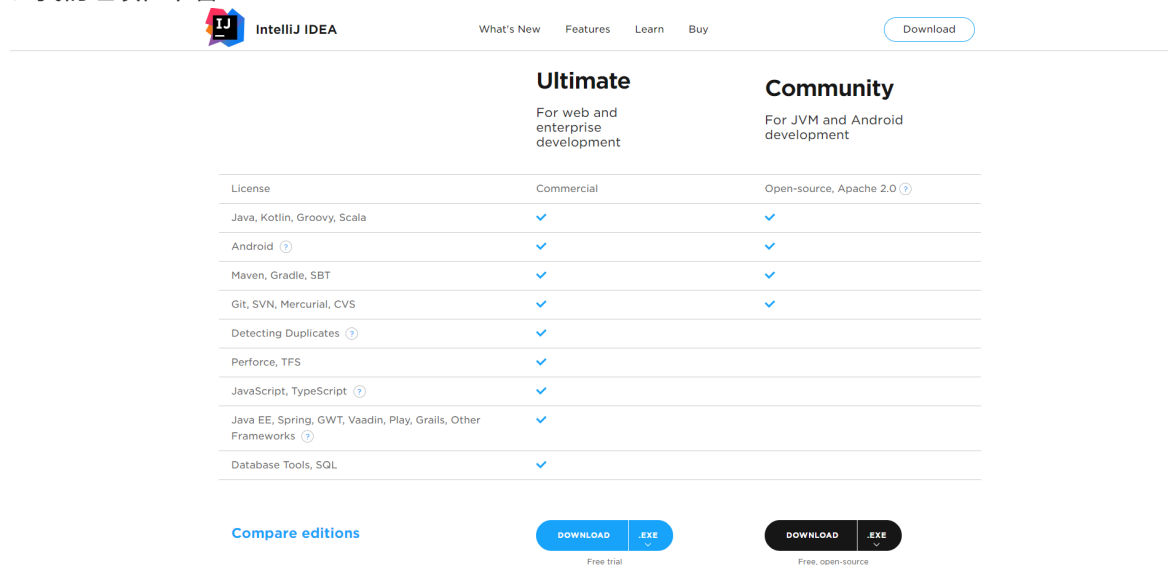 IJ
IntelliJ IDEA
What's New Features Learn Buy
Download
Ultimate
Community
For web and
enterprise
development
For JVM and Android
development
License Commercial Open-source, Apache 2.0 ?
Java, Kotlin, Groovy, Scala
Android ?
Maven, Gradle, SBT
Git, SVN, Mercurial, CVS
Detecting Duplicates ?
Perforce, TFS
JavaScript, TypeScript ?
Java EE, Spring, GWT, Vaadin, Play, Grails, Other
Frameworks ?
Database Tools, SQL
Compare editions
DOWNLOAD .EXE
DOWNLOAD .EXE
Free trial
Free, open-source